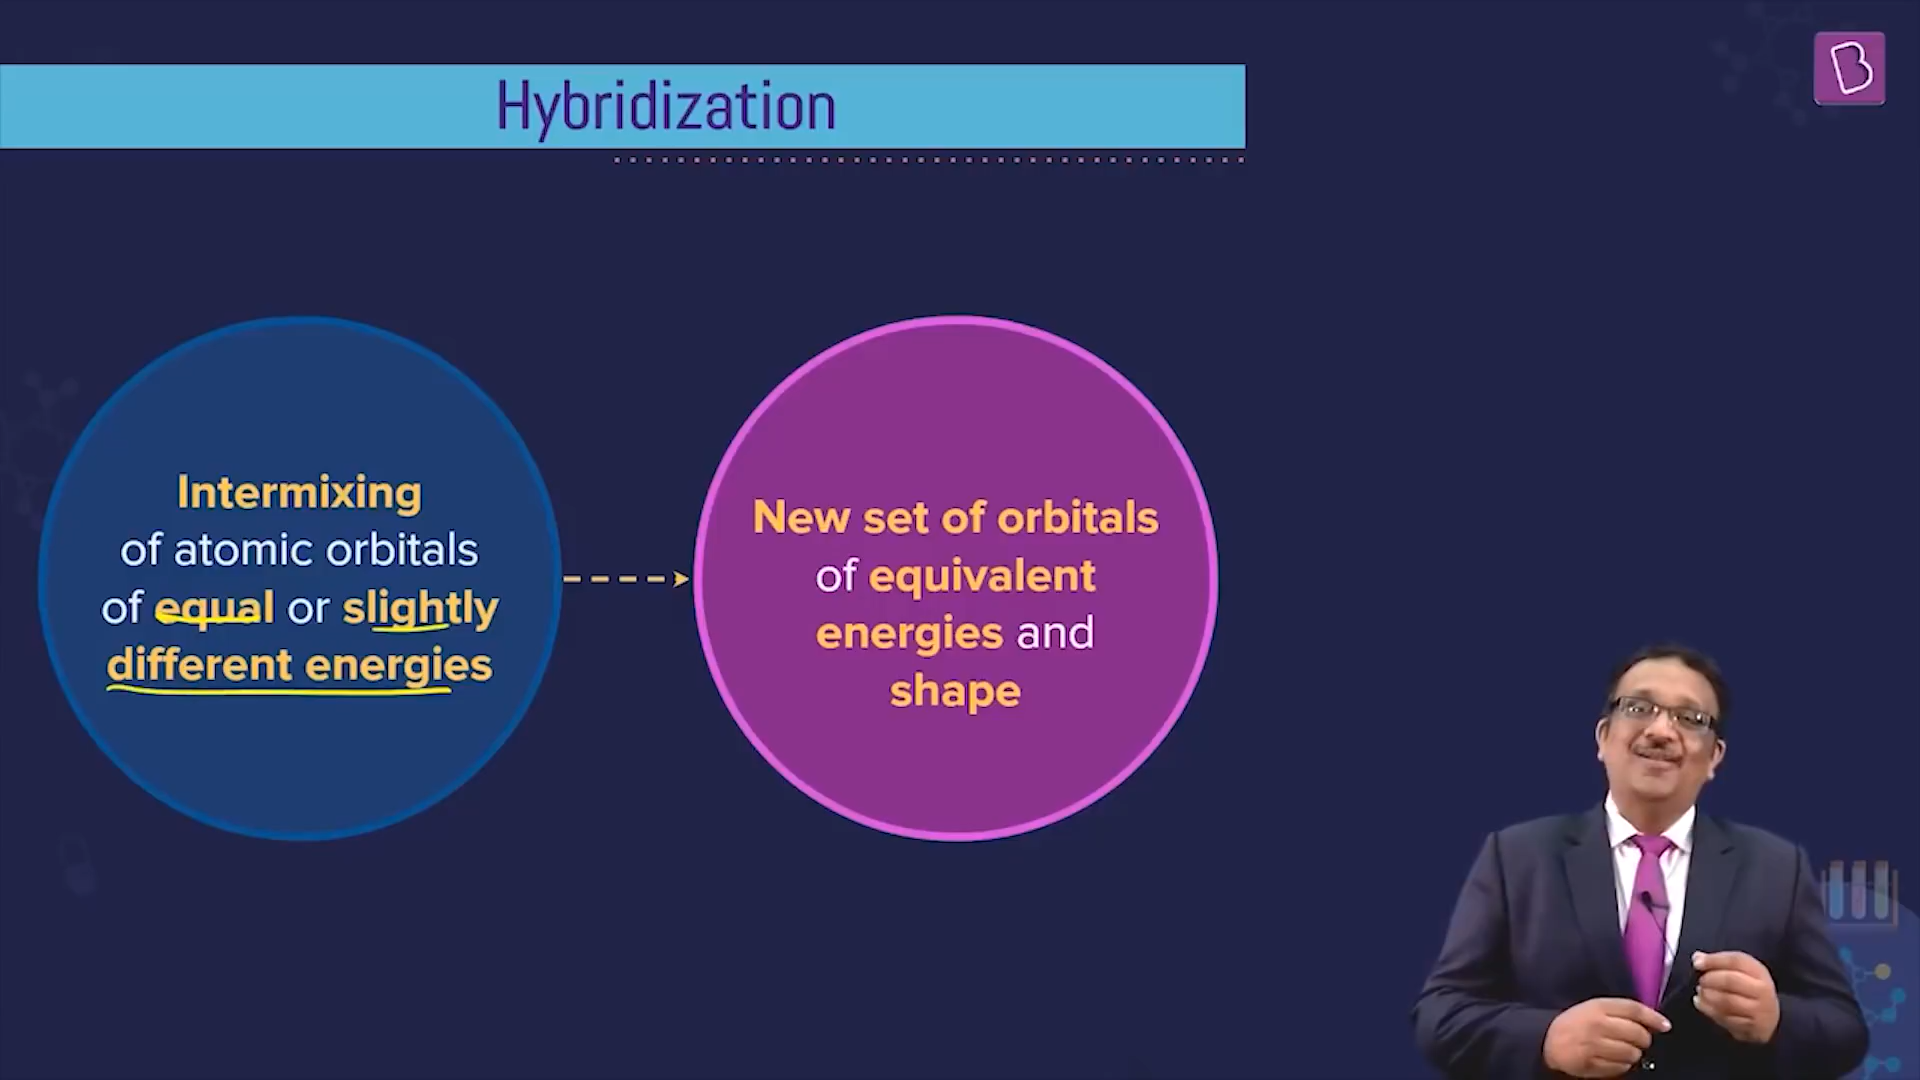 Hybridization
Intermixing
of atomic orbitals
of equal or slightly
different energies
New set of orbitals
of equivalent
energies and
shape
B